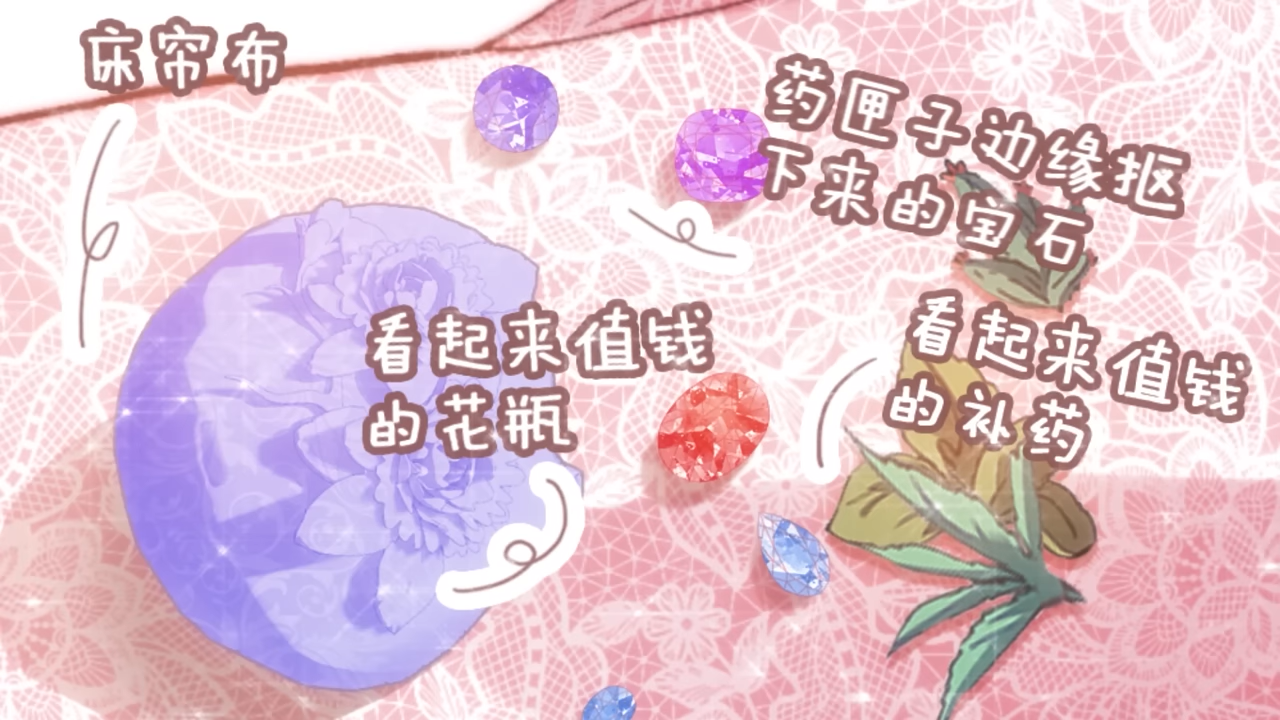 床帘布
药匣子边缘抠
下来的宝石
看起来值钱
的花瓶
看起来值钱
的补药